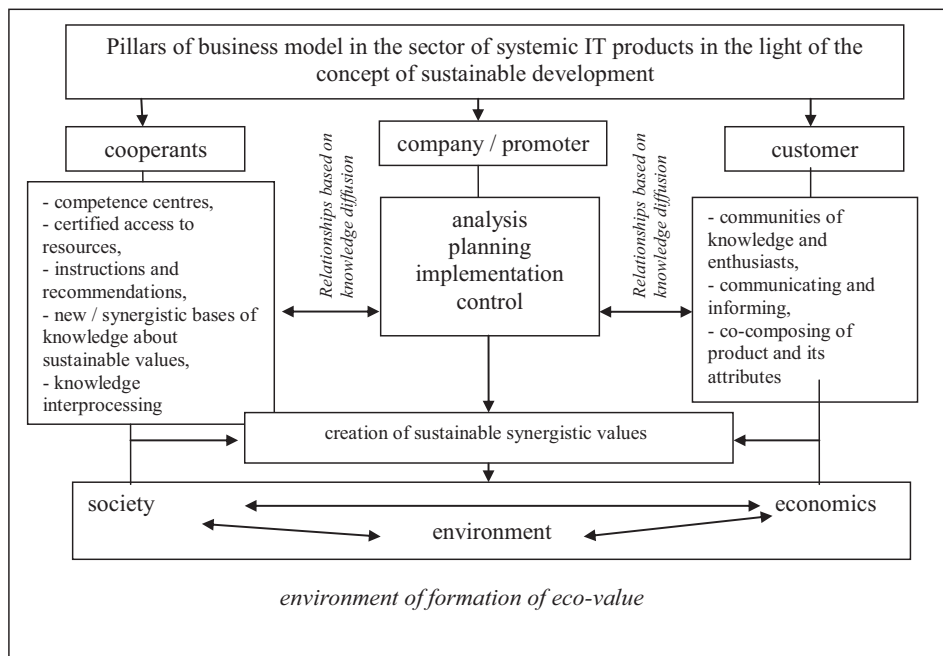 Pillars of business model in the sector of systemic IT products in the light of the
concept of sustainable development
cooperants
company / promoter
customer
- competence centres,
- certified access to
resources,
- instructions and
recommendations,
- new / synergistic bases of
knowledge about
sustainable values,
- knowledge
interprocessing
Relationships based on
knowledge diffusion
analysis
planning
implementation
control
Relationships based on
knowledge diffusion
- communities of
knowledge and
enthusiasts,
- communicating and
informing,
- co-composing of
product and its
attributes
creation of sustainable synergistic values
society
economics
environment
environment of formation of eco-value